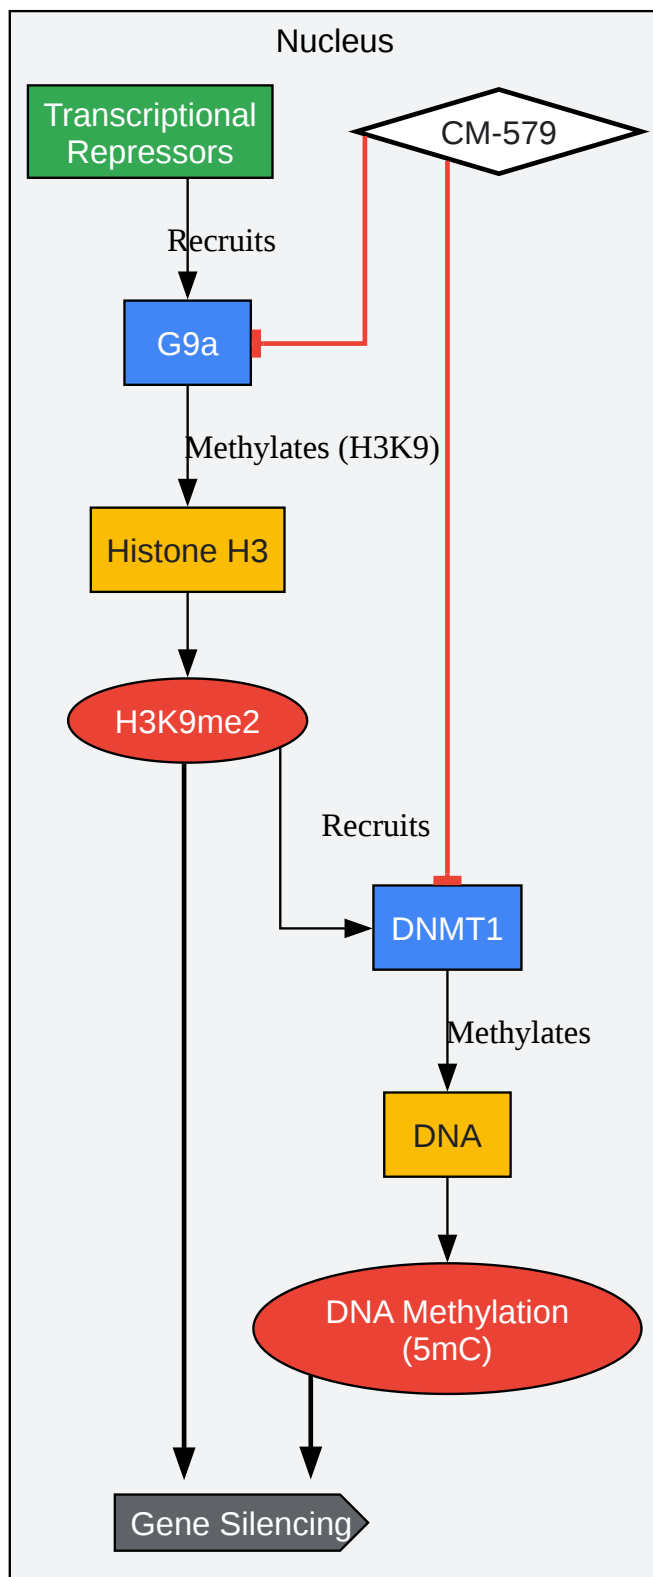 Nucleus
Transcriptional
Repressors
CM-579
Recruits
G9a
Methylates (H3K9)
Histone H3
H3K9me2
Recruits
DNMT1
Methylates
DNA
DNA Methylation
(5mC)
Gene Silencing